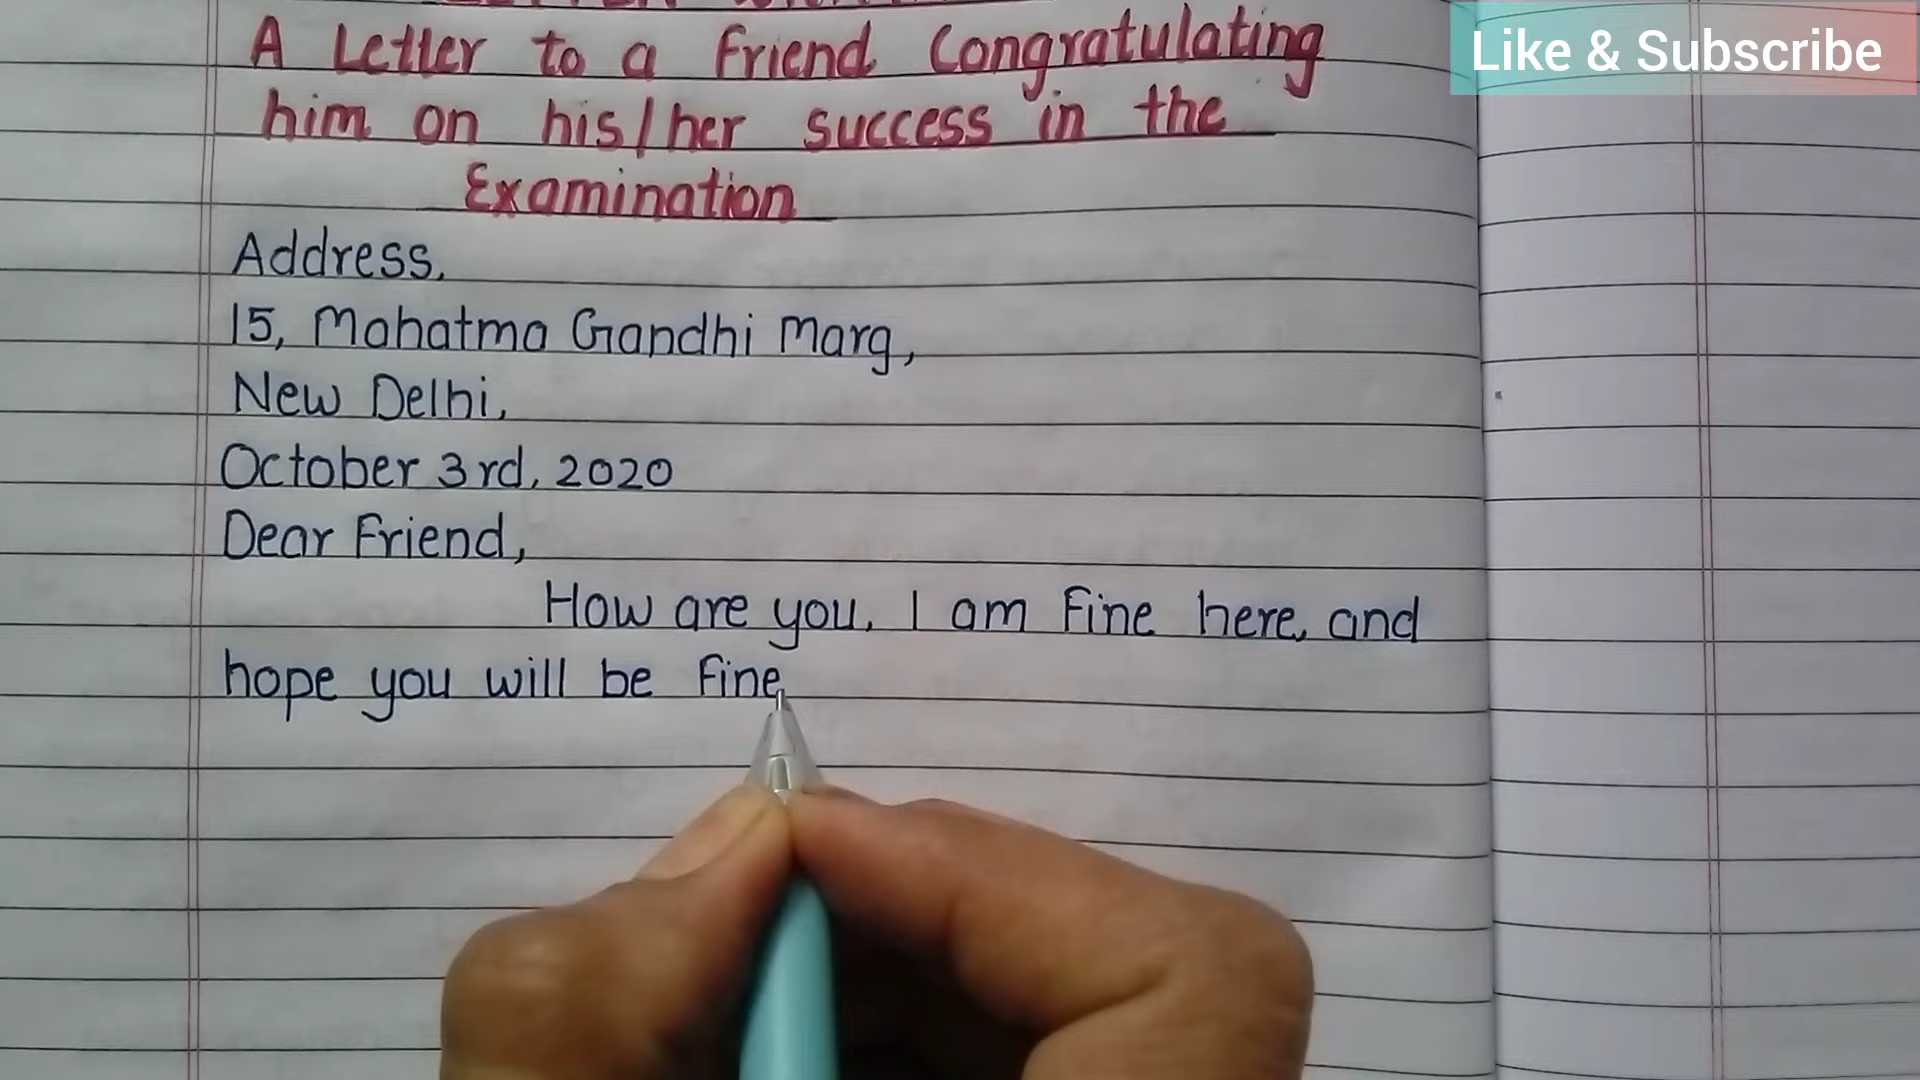 A Letter to a Friend Congratulating
him on his/her success in the
Examination
Like & Subscribe
Address,
15, Mahatma Gandhi Marg,
New Delhi,
October 3rd, 2020
Dear Friend,
How are you. I am fine here, and
hope you will be fine